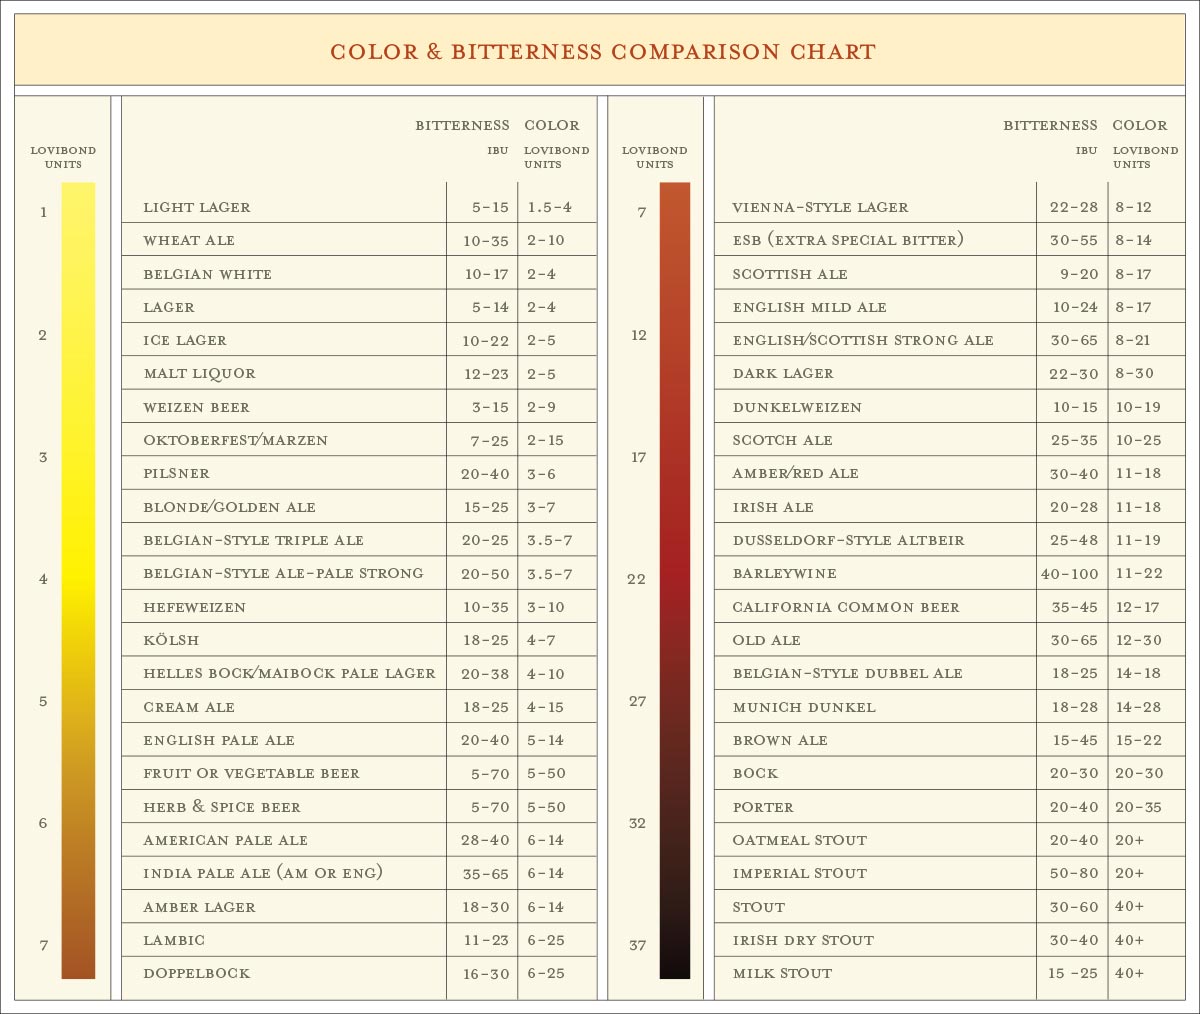 COLOR & BITTERNESS COMPARISON CHART
BITTERNESS COLOR
LOVIBOND UNITS IBU LOVIBOND UNITS
1
2
3
4
5
6
7
LIGHT LAGER 5-15 1.5-4
WHEAT ALE 10-35 2-10
BELGIAN WHITE 10-17 2-4
LAGER 5-14 2-4
ICE LAGER 10-22 2-5
MALT LIQUOR 12-23 2-5
WEIZEN BEER 3-15 2-9
OKTOBERFEST/MARZEN 7-25 2-15
PILSNER 20-40 3-6
BLONDE/GOLDEN ALE 15-25 3-7
BELGIAN-STYLE TRIPLE ALE 20-25 3.5-7
BELGIAN-STYLE ALE-PALE STRONG 20-50 3.5-7
HEFEWEIZEN 10-35 3-10
KÖLSH 18-25 4-7
HELLES BOCK/MAIBOCK PALE LAGER 20-38 4-10
CREAM ALE 18-25 4-15
ENGLISH PALE ALE 20-40 5-14
FRUIT OR VEGETABLE BEER 5-70 5-50
HERB & SPICE BEER 5-70 5-50
AMERICAN PALE ALE 28-40 6-14
INDIA PALE ALE (AM OR ENG) 35-65 6-14
AMBER LAGER 18-30 6-14
LAMBIC 11-23 6-25
DOPPELBOCK 16-30 6-25
BITTERNESS COLOR
LOVIBOND UNITS IBU LOVIBOND UNITS
7
12
17
22
27
32
37
VIENNA-STYLE LAGER 22-28 8-12
ESB (EXTRA SPECIAL BITTER) 30-55 8-14
SCOTTISH ALE 9-20 8-17
ENGLISH MILD ALE 10-24 8-17
ENGLISH/SCOTTISH STRONG ALE 30-65 8-21
DARK LAGER 22-30 8-30
DUNKELWEIZEN 10-15 10-19
SCOTCH ALE 25-35 10-25
AMBER/RED ALE 30-40 11-18
IRISH ALE 20-28 11-18
DUSSELDORF-STYLE ALTBEIR 25-48 11-19
BARLEYWINE 40-100 11-22
CALIFORNIA COMMON BEER 35-45 12-17
OLD ALE 30-65 12-30
BELGIAN-STYLE DUBBEL ALE 18-25 14-18
MUNICH DUNKEL 18-28 14-28
BROWN ALE 15-45 15-22
BOCK 20-30 20-30
PORTER 20-40 20-35
OATMEAL STOUT 20-40 20+
IMPERIAL STOUT 50-80 20+
STOUT 30-60 40+
IRISH DRY STOUT 30-40 40+
MILK STOUT 15 -25 40+